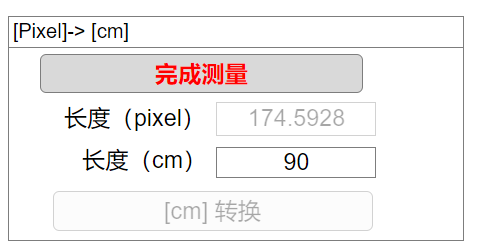 [Pixel]-> [cm]
完成测量
长度（pixel） 174.5928
长度（cm） 90
[cm] 转换